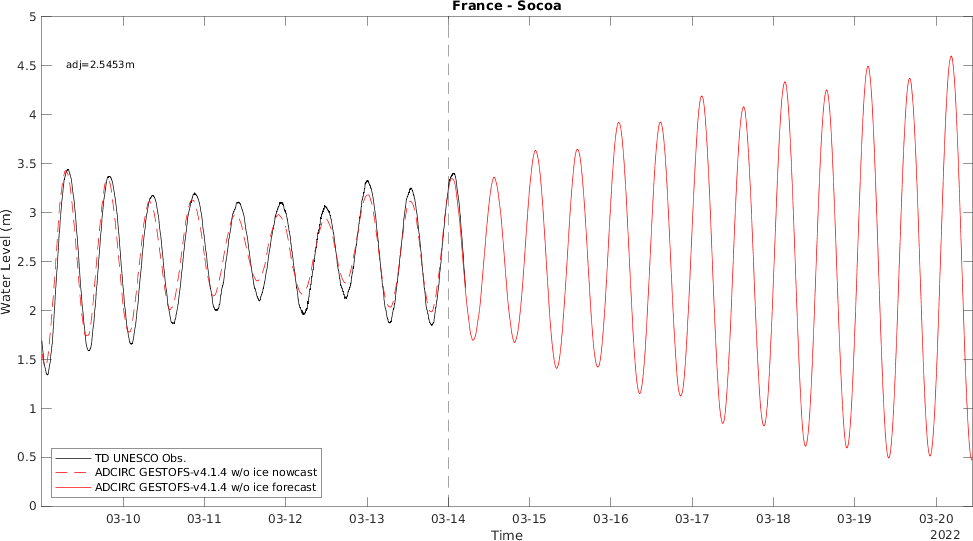 France - Socoa
5
4.5
4
3.5
3
2.5
2
1.5
1
0.5
0
Water Level (m)
adj=2.5453m
TD UNESCO Obs.
ADCIRC GESTOFS-v4.1.4 w/o ice nowcast
ADCIRC GESTOFS-v4.1.4 w/o ice forecast
03-10 03-11 03-12 03-13 03-14 03-15 03-16 03-17 03-18 03-19 03-20
2022
Time